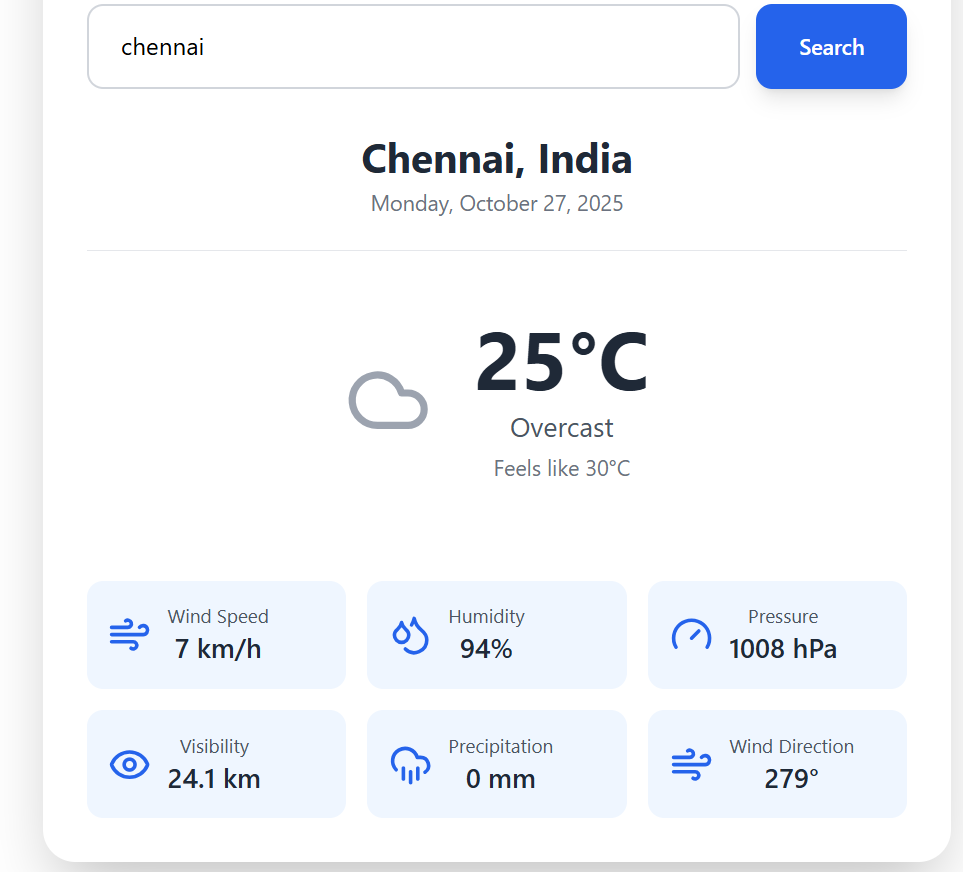 chennai
Search
Chennai, India
Monday, October 27, 2025
25°C
Overcast
Feels like 30°C
Wind Speed
7 km/h
Humidity
94%
Pressure
1008 hPa
Visibility
24.1 km
Precipitation
0 mm
Wind Direction
279°